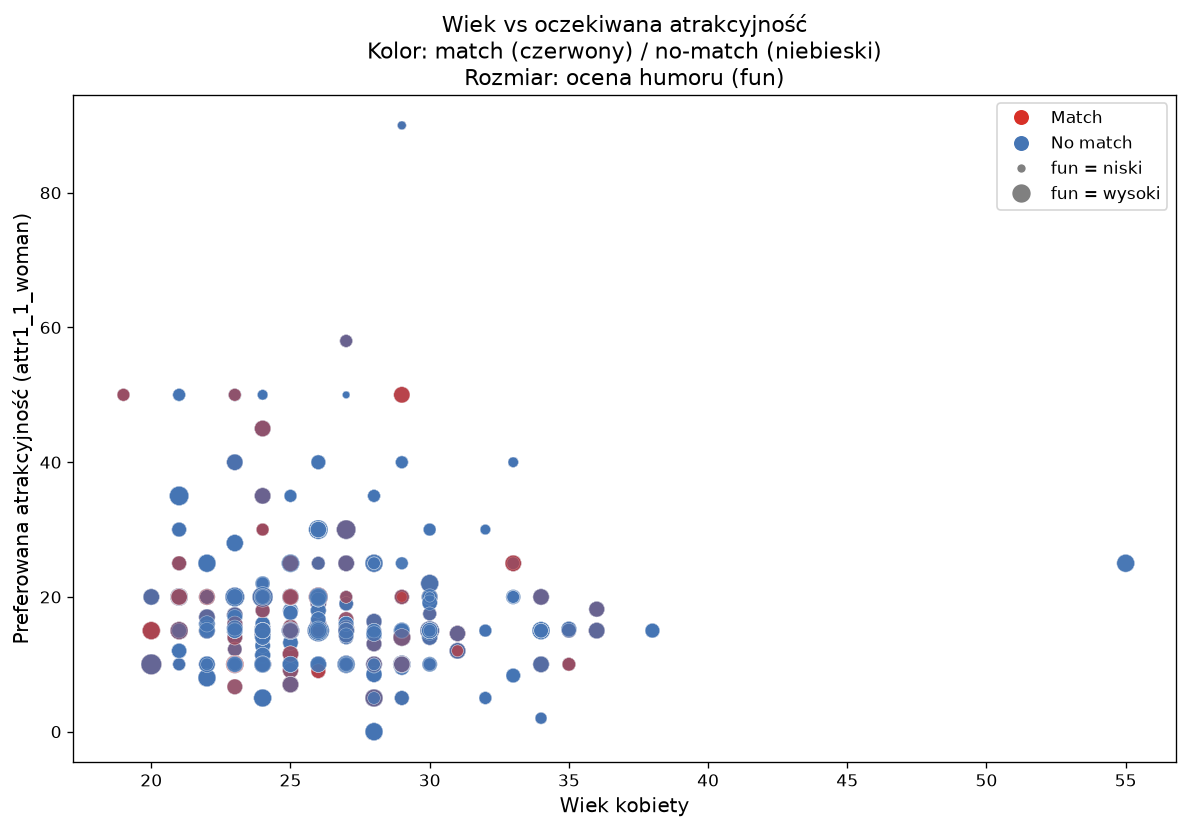 Wiek vs oczekiwana atrakcyjność
Kolor: match (czerwony) / no-match (niebieski)
Rozmiar: ocena humoru (fun)
Match
No match
fun = niski
fun = wysoki
Preferowana atrakcyjność (attr1_1_woman)
80
60
40
20
0
20 25 30 35 40 45 50 55
Wiek kobiety